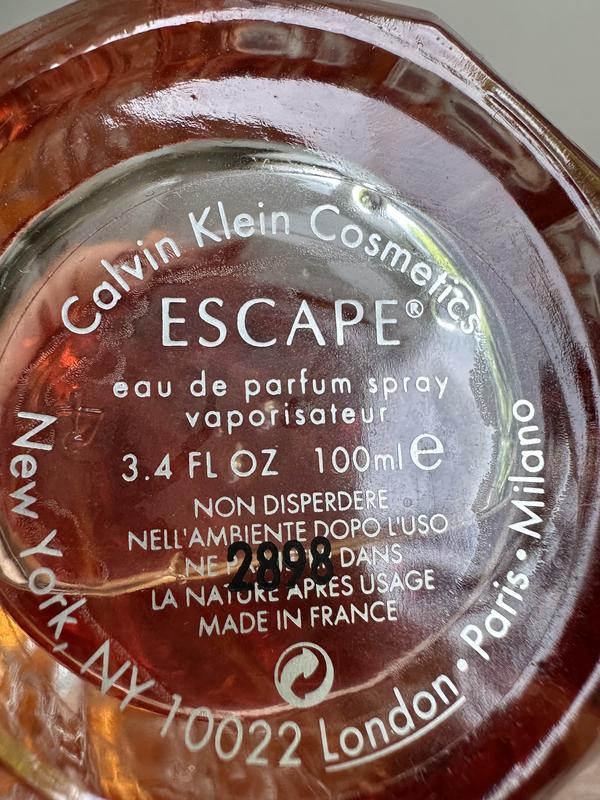 Calvin Klein Cosmetics
ESCAPE®
eau de parfum spray
vaporisateur
3.4 FL OZ 100ml e
NON DISPERDERE
NELL'AMBIENTE DOPO L'USO
NE DANS
2898
LA NATURE APRES USAGE
MADE IN FRANCE
New York, NY 10022 London • Paris • Milano